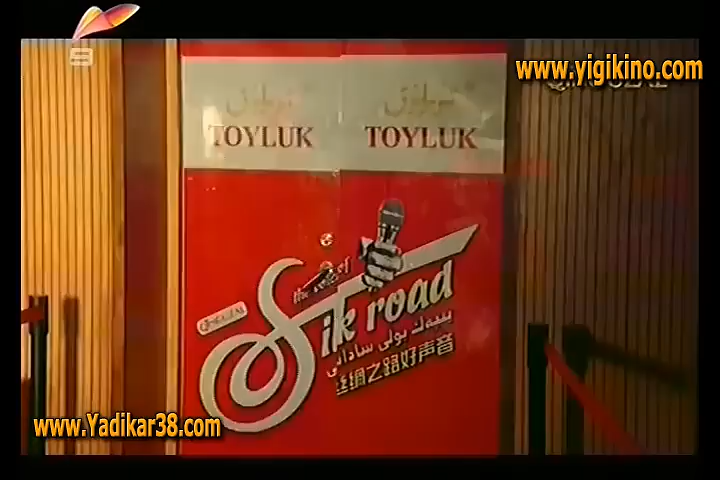 www.yigikino.com
TOYLUK
TOYLUK
the voice of
Silk road
يىپەك يولى ساداسى
丝绸之路好声音
www.Yadikar38.com